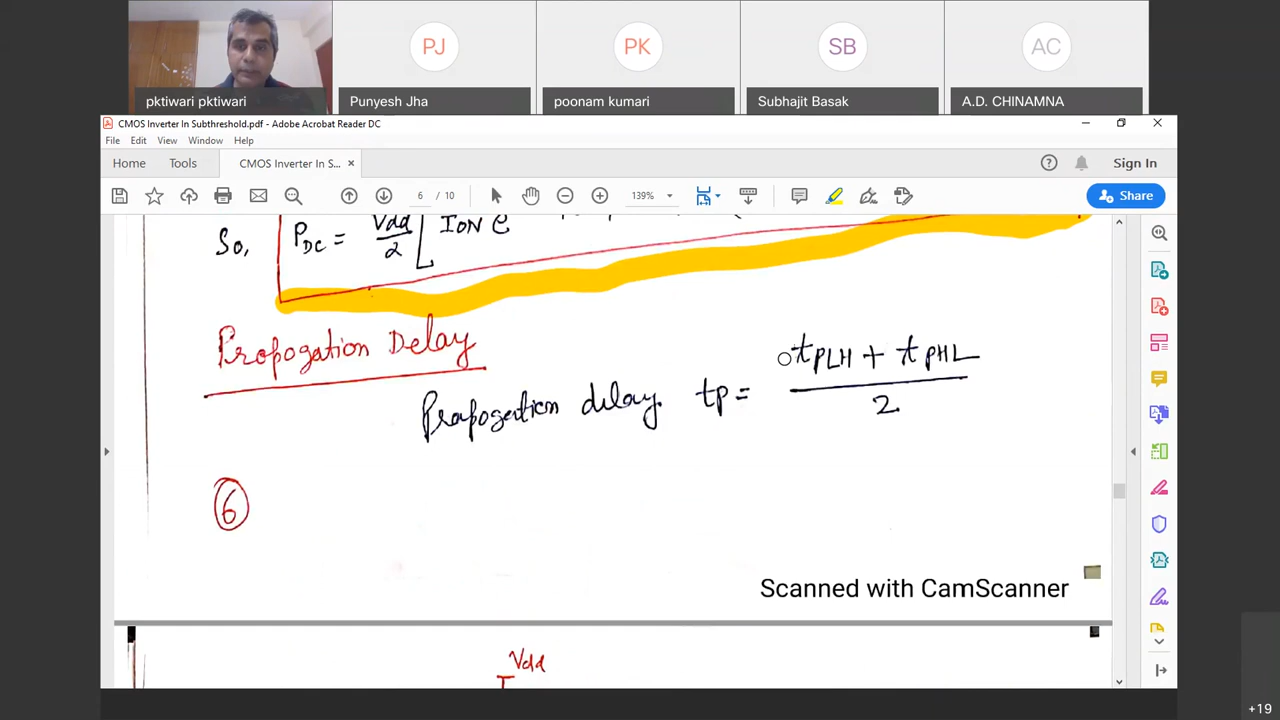 PJ
PK
SB
AC
pktiwari pktiwari
Punyesh Jha
poonam kumari
Subhajit Basak
A.D. CHINAMNA
CMOS Inverter In Subthreshold.pdf - Adobe Acrobat Reader DC
File Edit View Window Help
Home Tools CMOS Inverter In S... × Sign In
6 / 10 139% Share
So, PDC = Vdd/2 [ ION e
Propogation Delay
Propogation delay tp = tPLH + tPHL / 2
6
Scanned with CamScanner
Vdd
+19